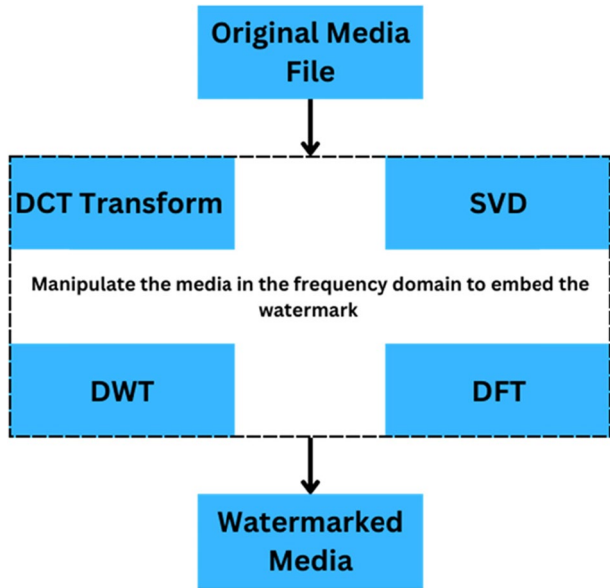 Original Media
File
DCT Transform
SVD
Manipulate the media in the frequency domain to embed the
watermark
DWT
DFT
Watermarked
Media